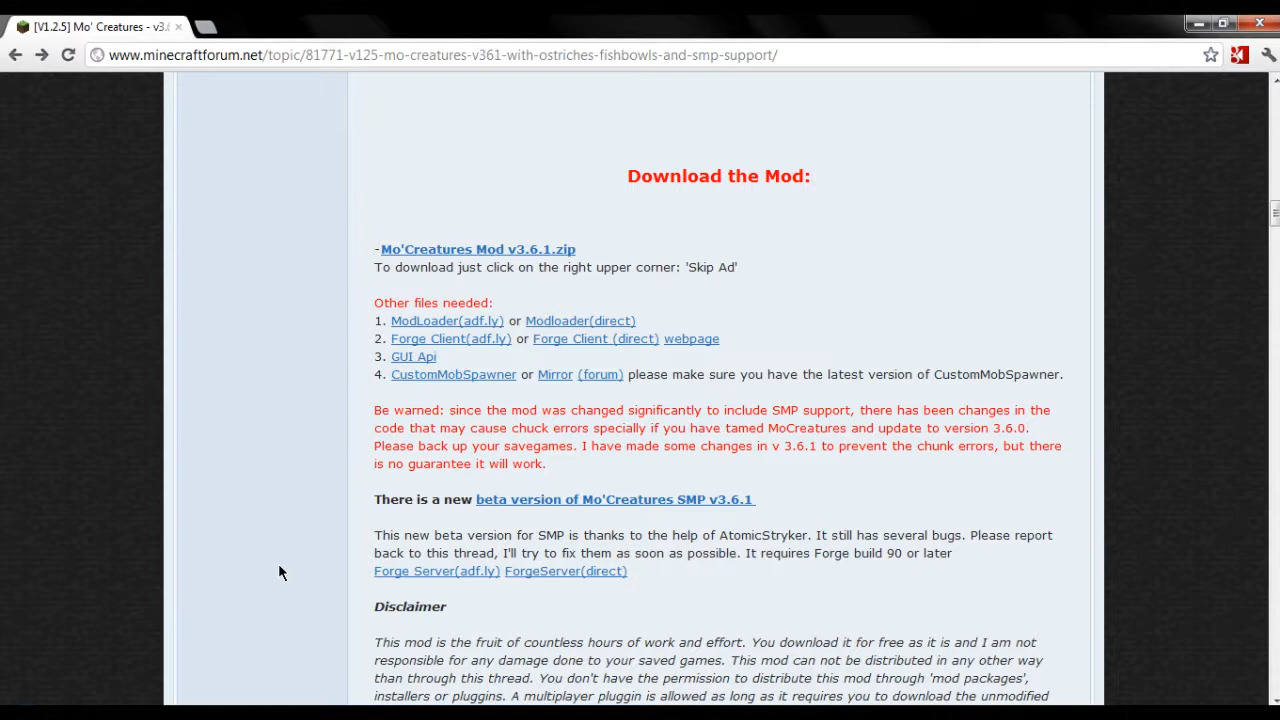 [V1.2.5] Mo' Creatures - v3.6
www.minecraftforum.net/topic/81771-v125-mo-creatures-v361-with-ostriches-fishbowls-and-smp-support/
Download the Mod:
-Mo'Creatures Mod v3.6.1.zip
To download just click on the right upper corner: 'Skip Ad'
Other files needed:
1. ModLoader(adf.ly) or Modloader(direct)
2. Forge Client(adf.ly) or Forge Client (direct) webpage
3. GUI Api
4. CustomMobSpawner or Mirror (forum) please make sure you have the latest version of CustomMobSpawner.
Be warned: since the mod was changed significantly to include SMP support, there has been changes in the
code that may cause chuck errors specially if you have tamed MoCreatures and update to version 3.6.0.
Please back up your savegames. I have made some changes in v 3.6.1 to prevent the chunk errors, but there
is no guarantee it will work.
There is a new beta version of Mo'Creatures SMP v3.6.1
This new beta version for SMP is thanks to the help of AtomicStryker. It still has several bugs. Please report
back to this thread, I'll try to fix them as soon as possible. It requires Forge build 90 or later
Forge Server(adf.ly) ForgeServer(direct)
Disclaimer
This mod is the fruit of countless hours of work and effort. You download it for free as it is and I am not
responsible for any damage done to your saved games. This mod can not be distributed in any other way
than through this thread. You don't have the permission to distribute this mod through 'mod packages',
installers or pluggins. A multiplayer pluggin is allowed as long as it requires you to download the unmodified